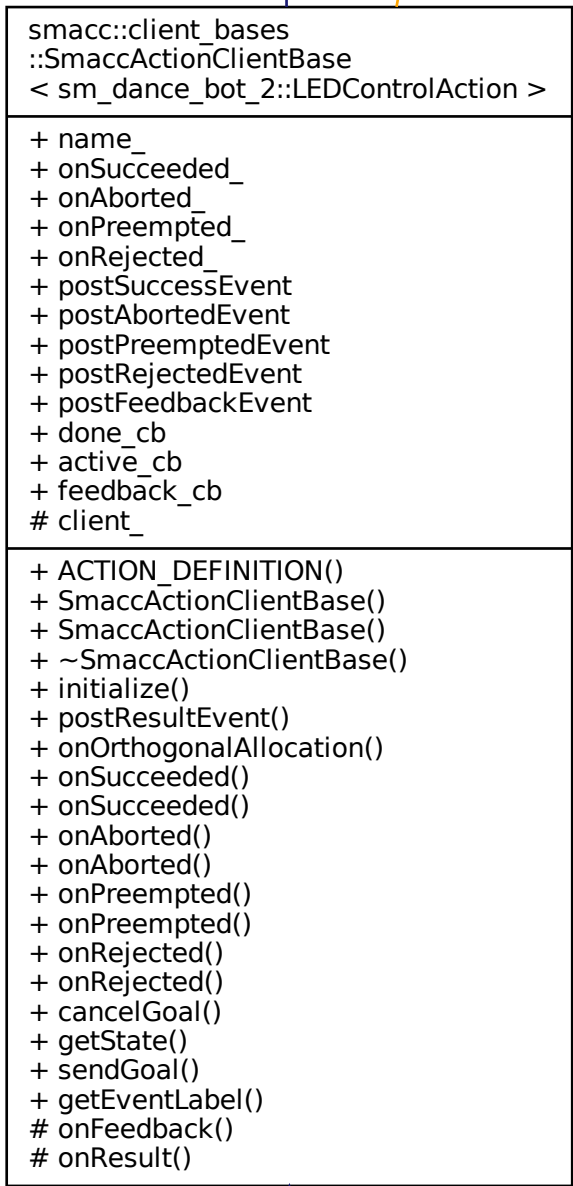 smacc::client_bases
::SmaccActionClientBase
< sm_dance_bot_2::LEDControlAction >
+ name_
+ onSucceeded_
+ onAborted_
+ onPreempted_
+ onRejected_
+ postSuccessEvent
+ postAbortedEvent
+ postPreemptedEvent
+ postRejectedEvent
+ postFeedbackEvent
+ done_cb
+ active_cb
+ feedback_cb
# client_
+ ACTION_DEFINITION()
+ SmaccActionClientBase()
+ SmaccActionClientBase()
+ ~SmaccActionClientBase()
+ initialize()
+ postResultEvent()
+ onOrthogonalAllocation()
+ onSucceeded()
+ onSucceeded()
+ onAborted()
+ onAborted()
+ onPreempted()
+ onPreempted()
+ onRejected()
+ onRejected()
+ cancelGoal()
+ getState()
+ sendGoal()
+ getEventLabel()
# onFeedback()
# onResult()